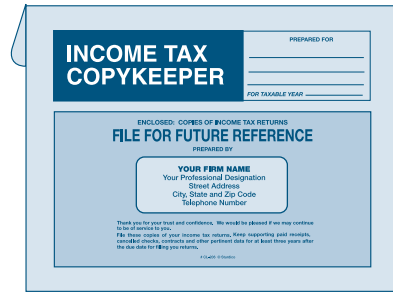 INCOME TAX
COPYKEEPER
PREPARED FOR
FOR TAXABLE YEAR
ENCLOSED: COPIES OF INCOME TAX RETURNS
FILE FOR FUTURE REFERENCE
PREPARED BY
YOUR FIRM NAME
Your Professional Designation
Street Address
City, State and Zip Code
Telephone Number
Thank you for your trust and confidence. We would be pleased if we may continue
to be of service to you.
File these copies of your income tax returns. Keep supporting paid receipts,
cancelled checks, contracts and other pertinent data for at least three years after
the due date for filling you returns.